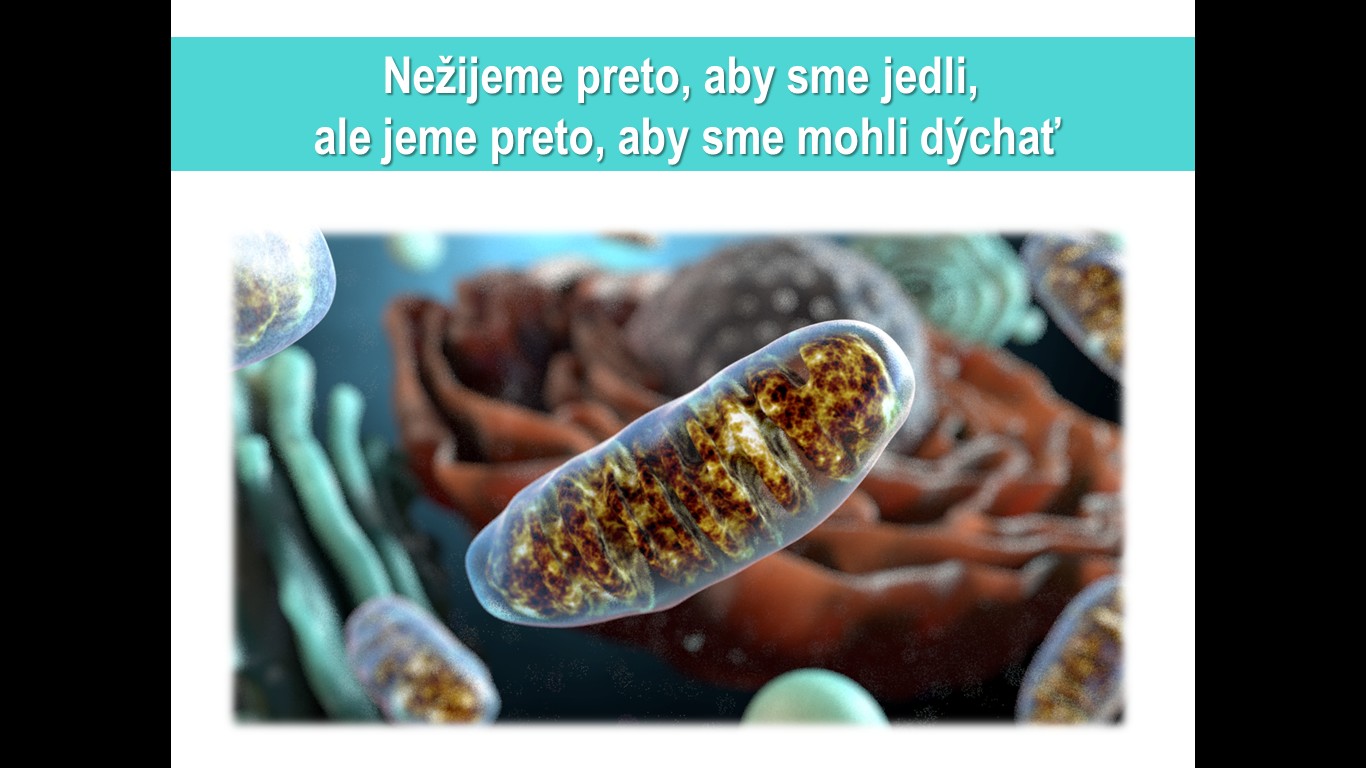 Nežijeme preto, aby sme jedli,
ale jeme preto, aby sme mohli dýchať